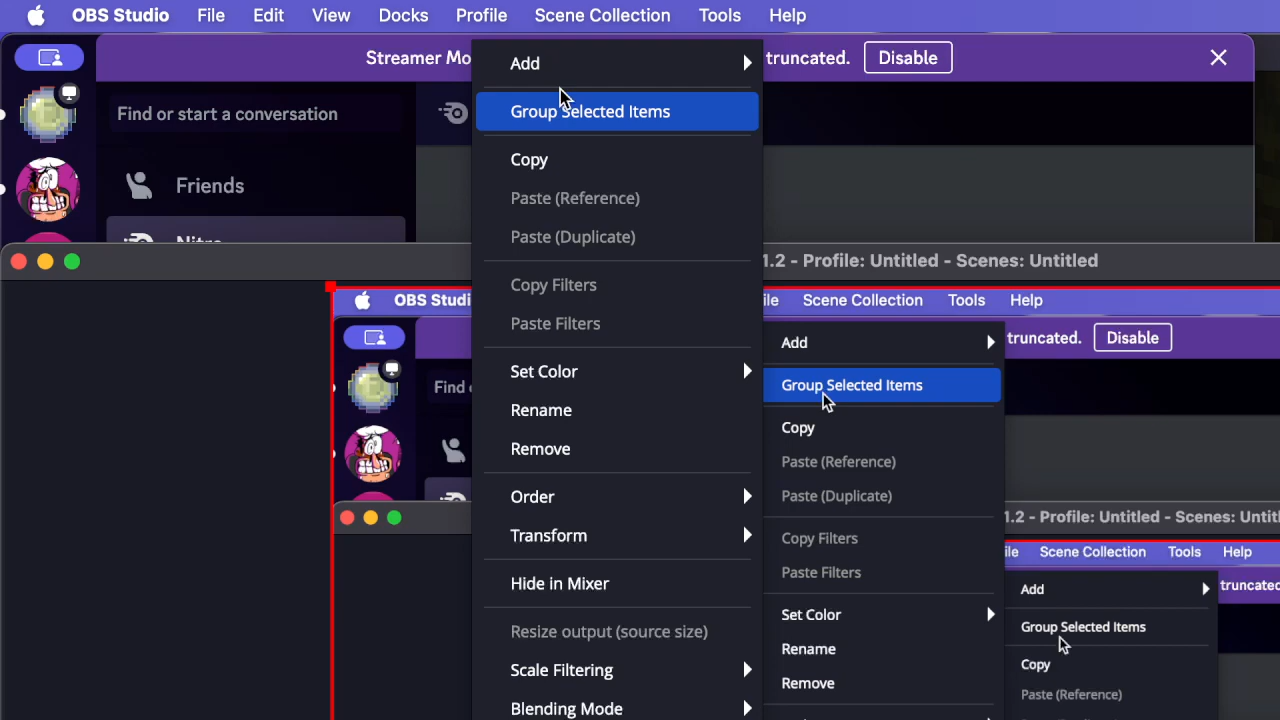 OBS Studio File Edit View Docks Profile Scene Collection Tools Help
Streamer Mo
truncated.
Disable
Find or start a conversation
Friends
Nitro
Add
Group Selected Items
Copy
Paste (Reference)
Paste (Duplicate)
Copy Filters
Paste Filters
Set Color
Rename
Remove
Order
Transform
Hide in Mixer
Resize output (source size)
Scale Filtering
Blending Mode
1.2 - Profile: Untitled - Scenes: Untitled
OBS Studi
ile Scene Collection Tools Help
truncated.
Disable
Find
Add
Group Selected Items
Copy
Paste (Reference)
Paste (Duplicate)
Copy Filters
Paste Filters
Set Color
Rename
Remove
1.2 - Profile: Untitled - Scenes: Untitl
ile Scene Collection Tools Help
truncated
Add
Group Selected Items
Copy
Paste (Reference)